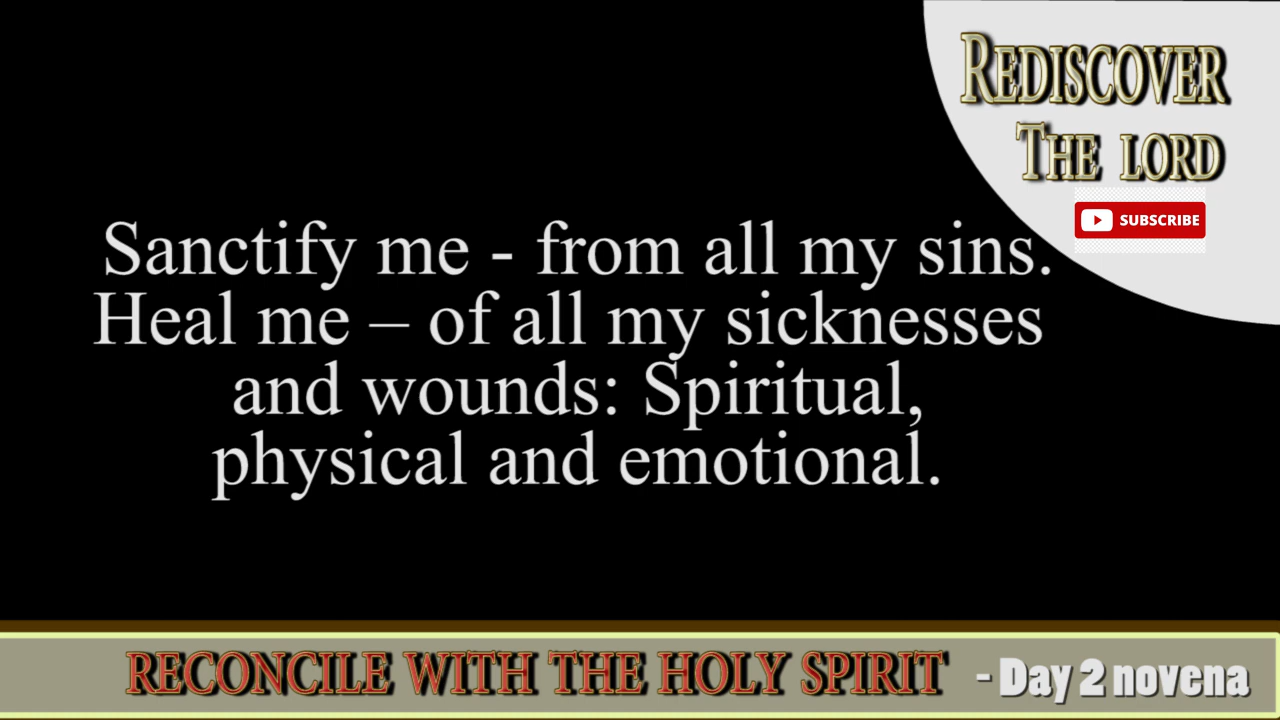 REDISCOVER
THE LORD
SUBSCRIBE
Sanctify me - from all my sins.
Heal me – of all my sicknesses
and wounds: Spiritual,
physical and emotional.
RECONCILE WITH THE HOLY SPIRIT - Day 2 novena